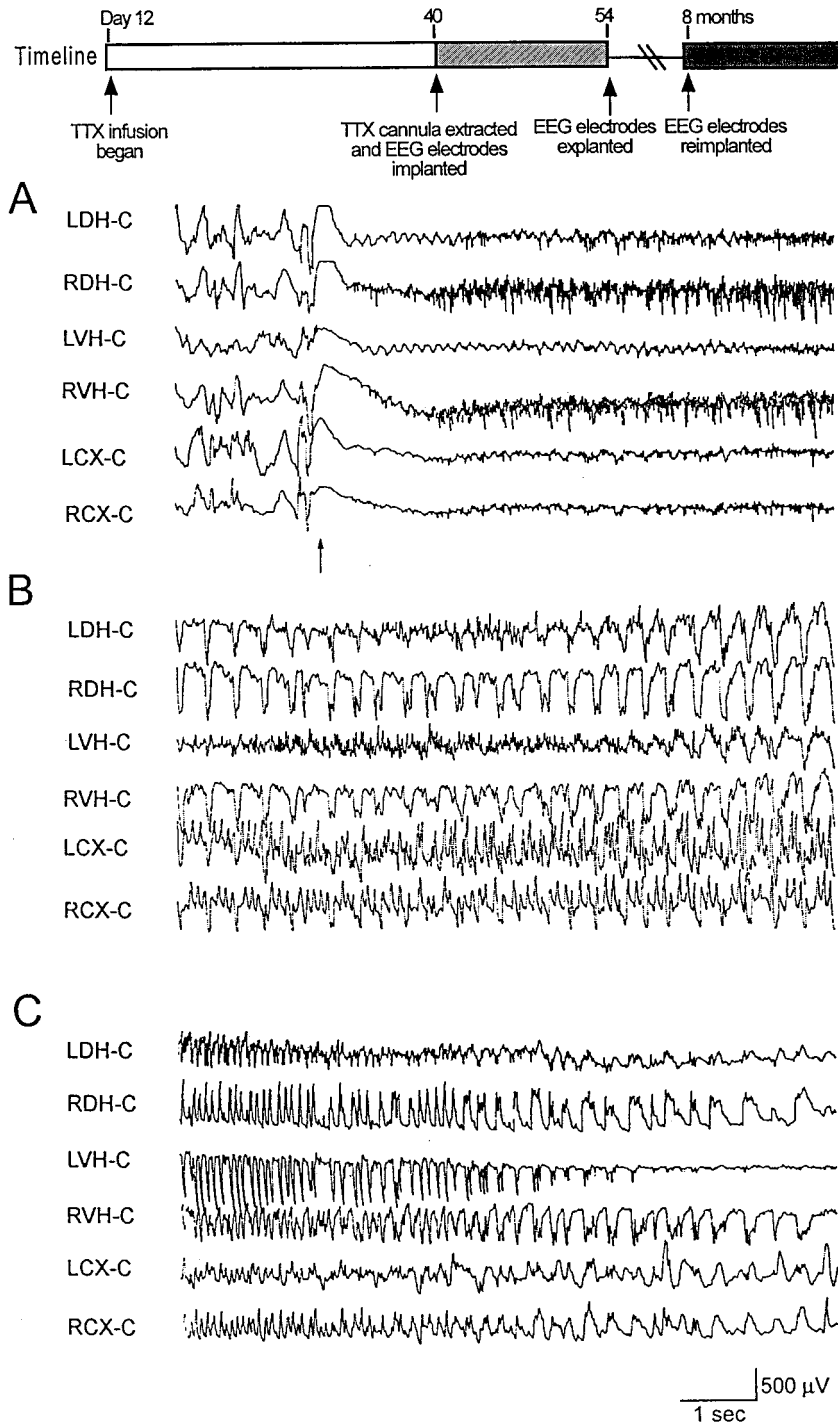 Day 12
40
54
8 months
Timeline
TTX infusion
began
TTX cannula extracted
and EEG electrodes
implanted
EEG electrodes
explanted
EEG electrodes
reimplanted
A
LDH-C
RDH-C
LVH-C
RVH-C
LCX-C
RCX-C
B
LDH-C
RDH-C
LVH-C
RVH-C
LCX-C
RCX-C
C
LDH-C
RDH-C
LVH-C
RVH-C
LCX-C
RCX-C
500 µV
1 sec